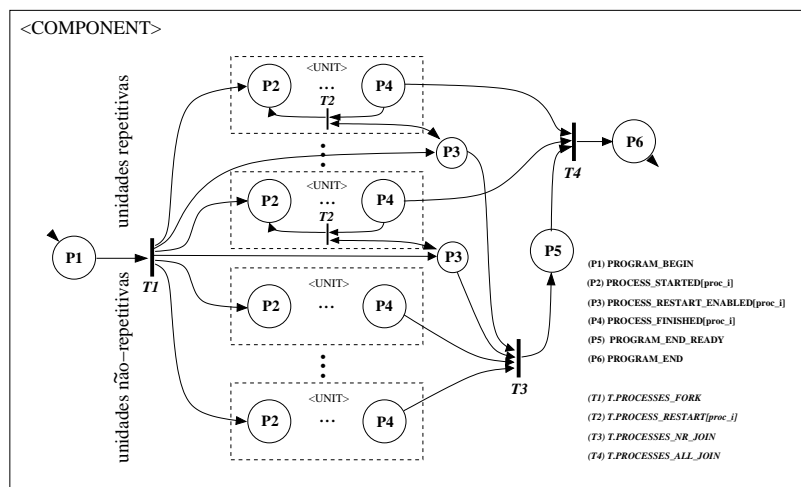 <COMPONENT>
unidades repetitivas
unidades não−repetitivas
<UNIT>
P2 ... P4
T2
P3
<UNIT>
P2 ... P4
T2
P3
<UNIT>
P2 ... P4
<UNIT>
P2 ... P4
P1
T1
T3
P5
T4
P6
(P1) PROGRAM_BEGIN
(P2) PROCESS_STARTED[proc_i]
(P3) PROCESS_RESTART_ENABLED[proc_i]
(P4) PROCESS_FINISHED[proc_i]
(P5) PROGRAM_END_READY
(P6) PROGRAM_END
(T1) T.PROCESSES_FORK
(T2) T.PROCESS_RESTART[proc_i]
(T3) T.PROCESSES_NR_JOIN
(T4) T.PROCESSES_ALL_JOIN